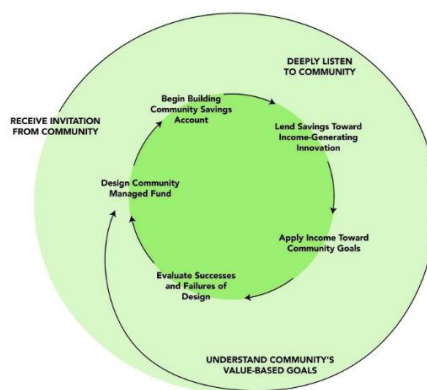 DEEPLY LISTEN
TO COMMUNITY
RECEIVE INVITATION
FROM COMMUNITY
Begin Building
Community Savings
Account
Lend Savings Toward
Income-Generating
Innovation
Design Community
Managed Fund
Apply Income Toward
Community Goals
Evaluate Successes
and Failures of
Design
UNDERSTAND COMMUNITY'S
VALUE-BASED GOALS